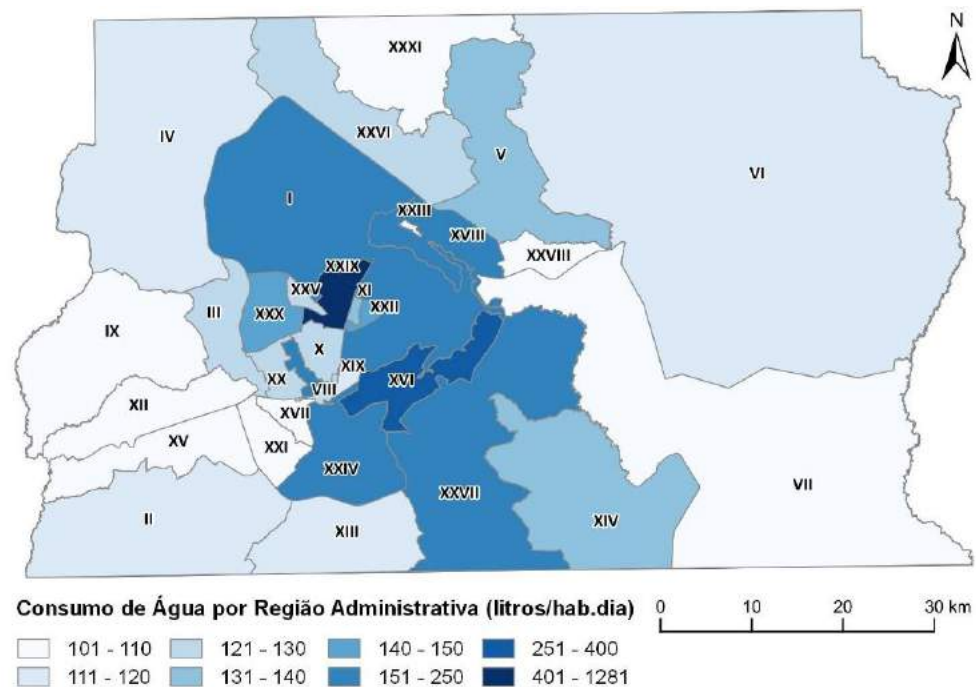 N
XXXI
IV
XXVI
V
VI
I
XXIII
XVIII
XXVIII
XXIX
XXV
XI
XXII
III
XXX
IX
X
XIX
XX
VIII
XVI
XII
XVII
XV
XXI
XXIV
XXVII
VII
II
XIII
XIV
Consumo de Água por Região Administrativa (litros/hab.dia)
0 10 20 30 km
101 - 110 121 - 130 140 - 150 251 - 400
111 - 120 131 - 140 151 - 250 401 - 1281